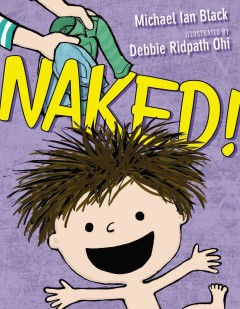 Michael Ian Black
ILLUSTRATED BY
Debbie Ridpath Ohi
NAKED!